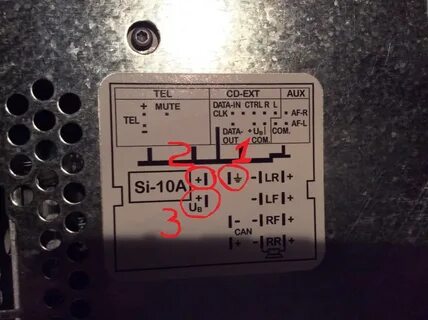 TEL CD-EXT AUX
+ MUTE DATA-IN CTRL R L AF-R
TEL CLK AF-L
- DATA- + UB COM.
OUT COM
2 1
Si-10A + | | ⏚ - LR +
+ | - LF +
3 UB - - RF +
CAN
+ + - RR +